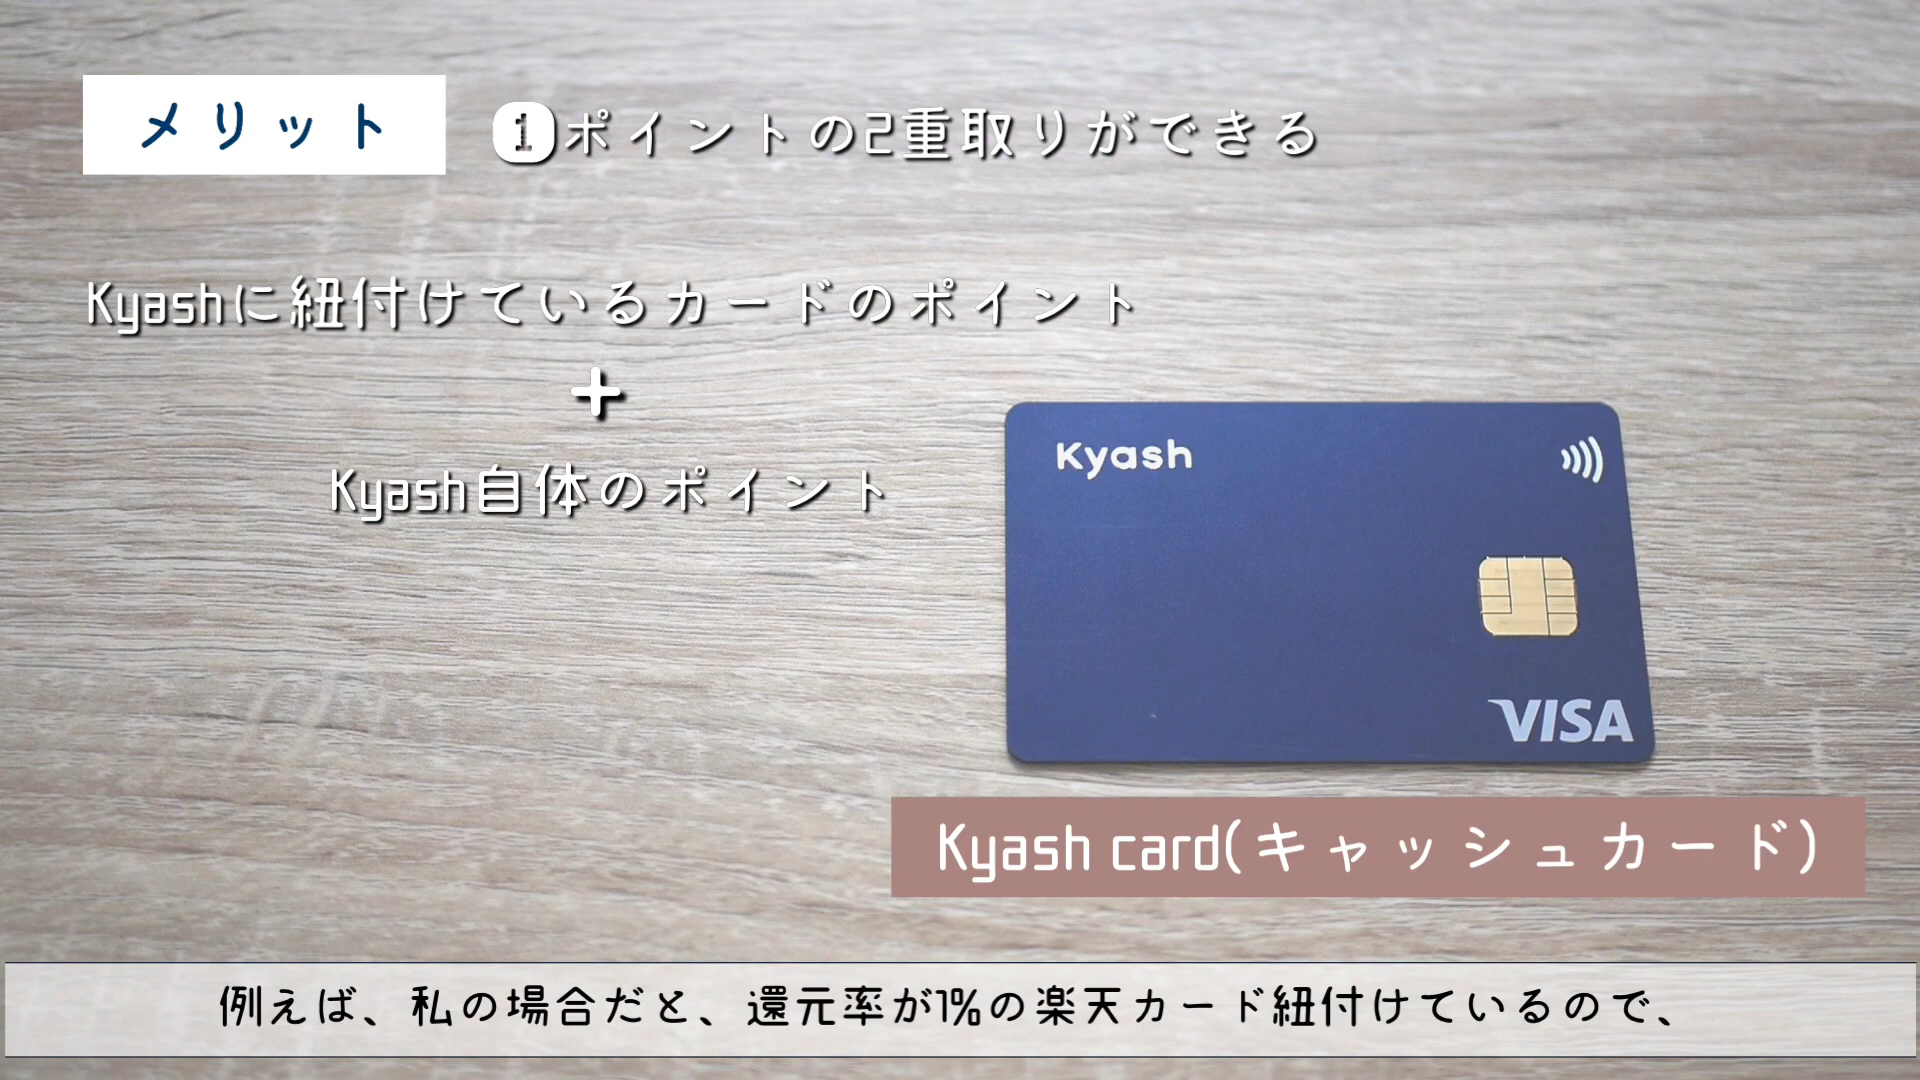 メリット
1ポイントの2重取りができる
Kyashに紐付けているカードのポイント
+
Kyash自体のポイント
Kyash
VISA
Kyash card(キャッシュカード)
例えば、私の場合だと、還元率が1%の楽天カード紐付けているので、